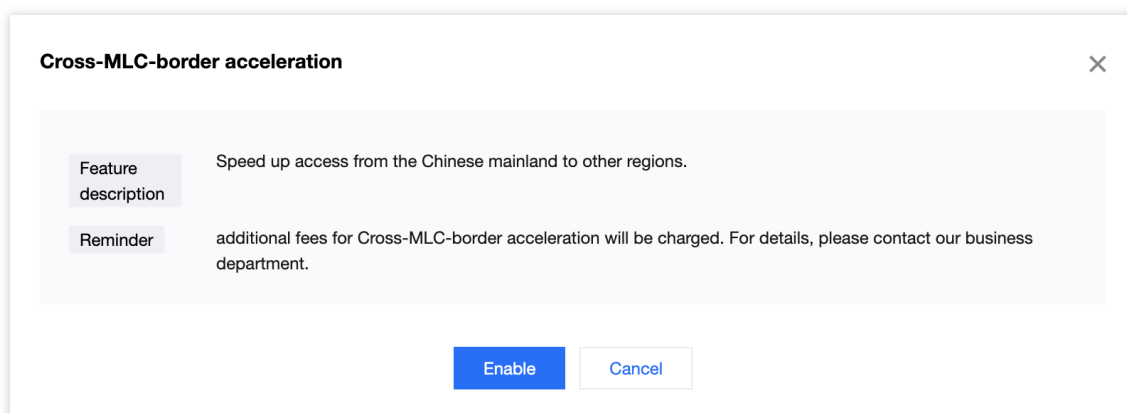 Cross-MLC-border acceleration
Feature
description
Speed up access from the Chinese mainland to other regions.
Reminder
additional fees for Cross-MLC-border acceleration will be charged. For details, please contact our business
department.
Enable
Cancel